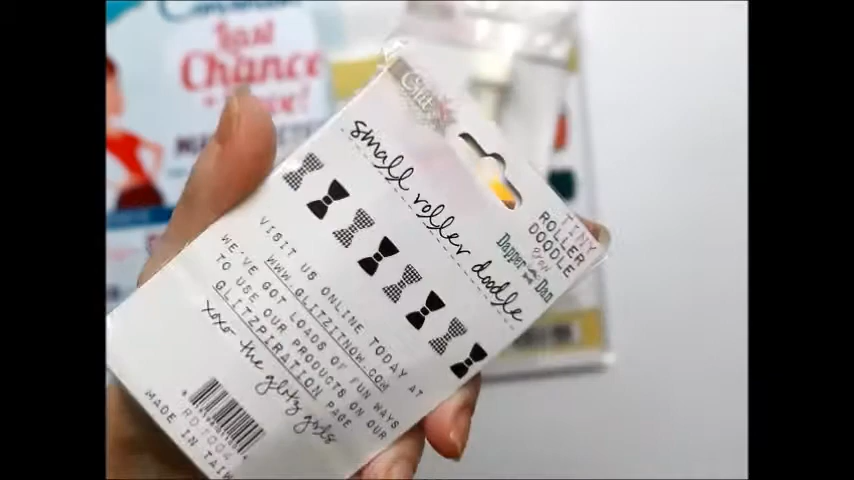 Last
Chance
Glitz
small roller doodle
TINY
ROLLER
DOODLE
Dapper Dan
VISIT US ONLINE TODAY AT
WWW.GLITZITNOW.COM
WE'VE GOT LOADS OF FUN WAYS
TO USE OUR PRODUCTS ON OUR
GLITZPIRATION PAGE
xoxo the glitz girls
MADE IN TAIW